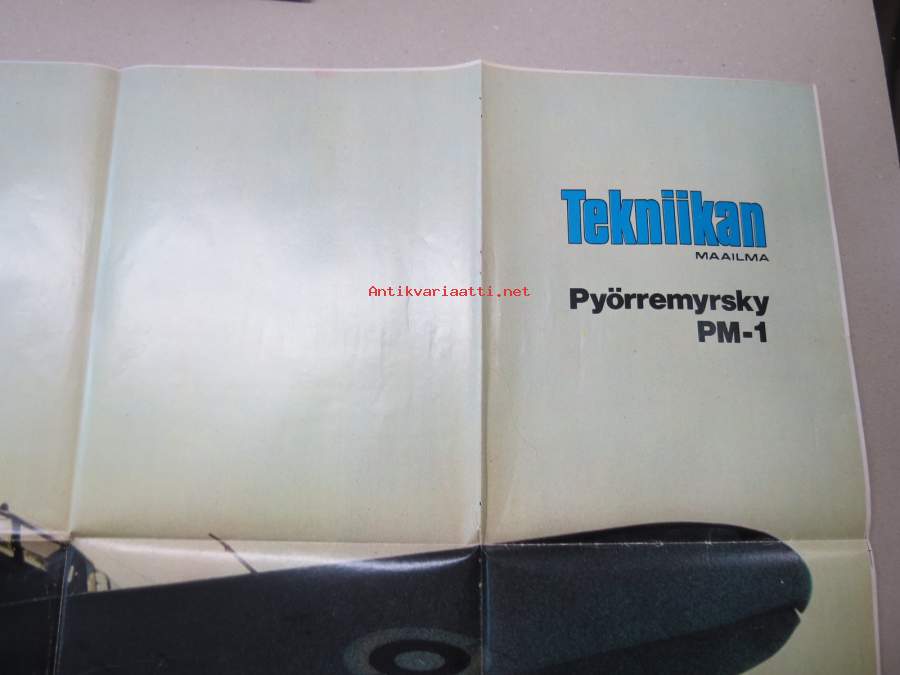 Tekniikan
MAAILMA
Antikvariaatti.net
Pyörremyrsky
PM-1